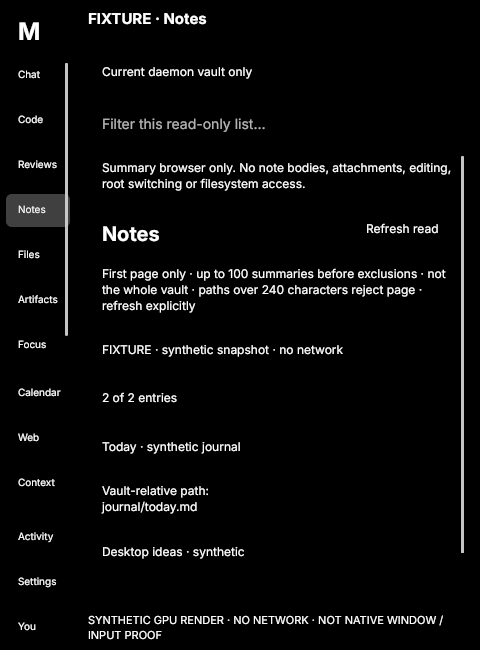 M
Chat
Code
Reviews
Notes
Files
Artifacts
Focus
Calendar
Web
Context
Activity
Settings
You
FIXTURE · Notes
Current daemon vault only
Filter this read-only list...
Summary browser only. No note bodies, attachments, editing,
root switching or filesystem access.
Notes
Refresh read
First page only · up to 100 summaries before exclusions · not
the whole vault · paths over 240 characters reject page ·
refresh explicitly
FIXTURE · synthetic snapshot · no network
2 of 2 entries
Today · synthetic journal
Vault-relative path:
journal/today.md
Desktop ideas · synthetic
SYNTHETIC GPU RENDER · NO NETWORK · NOT NATIVE WINDOW /
INPUT PROOF